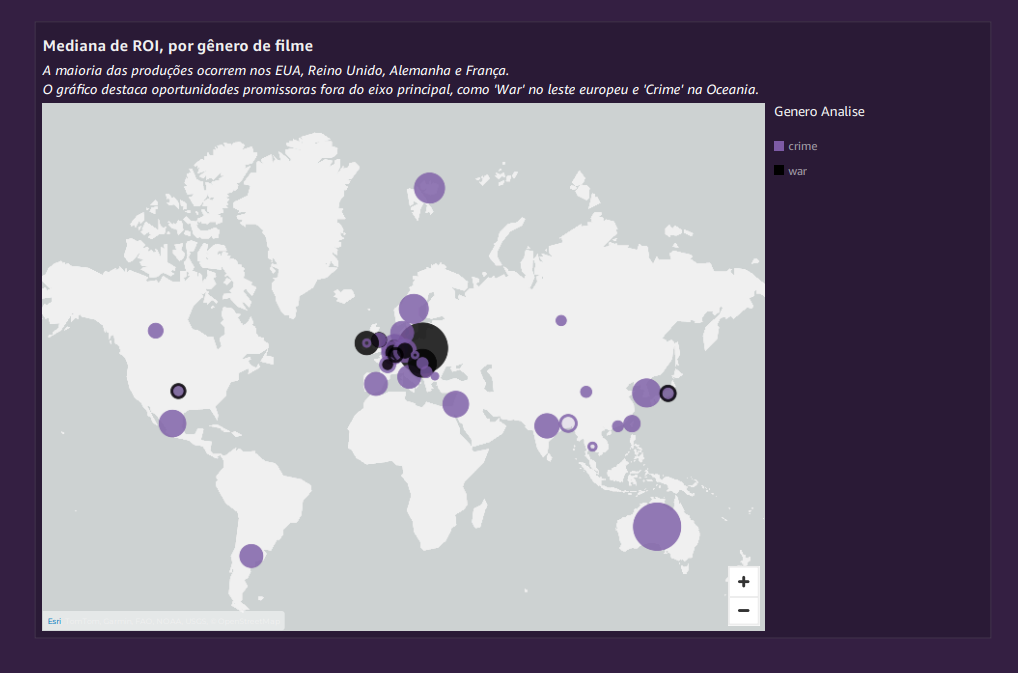 Mediana de ROI, por gênero de filme
A maioria das produções ocorrem nos EUA, Reino Unido, Alemanha e França.
O gráfico destaca oportunidades promissoras fora do eixo principal, como 'War' no leste europeu e 'Crime' na Oceania.
Genero Analise
crime
war
+
−
Esri